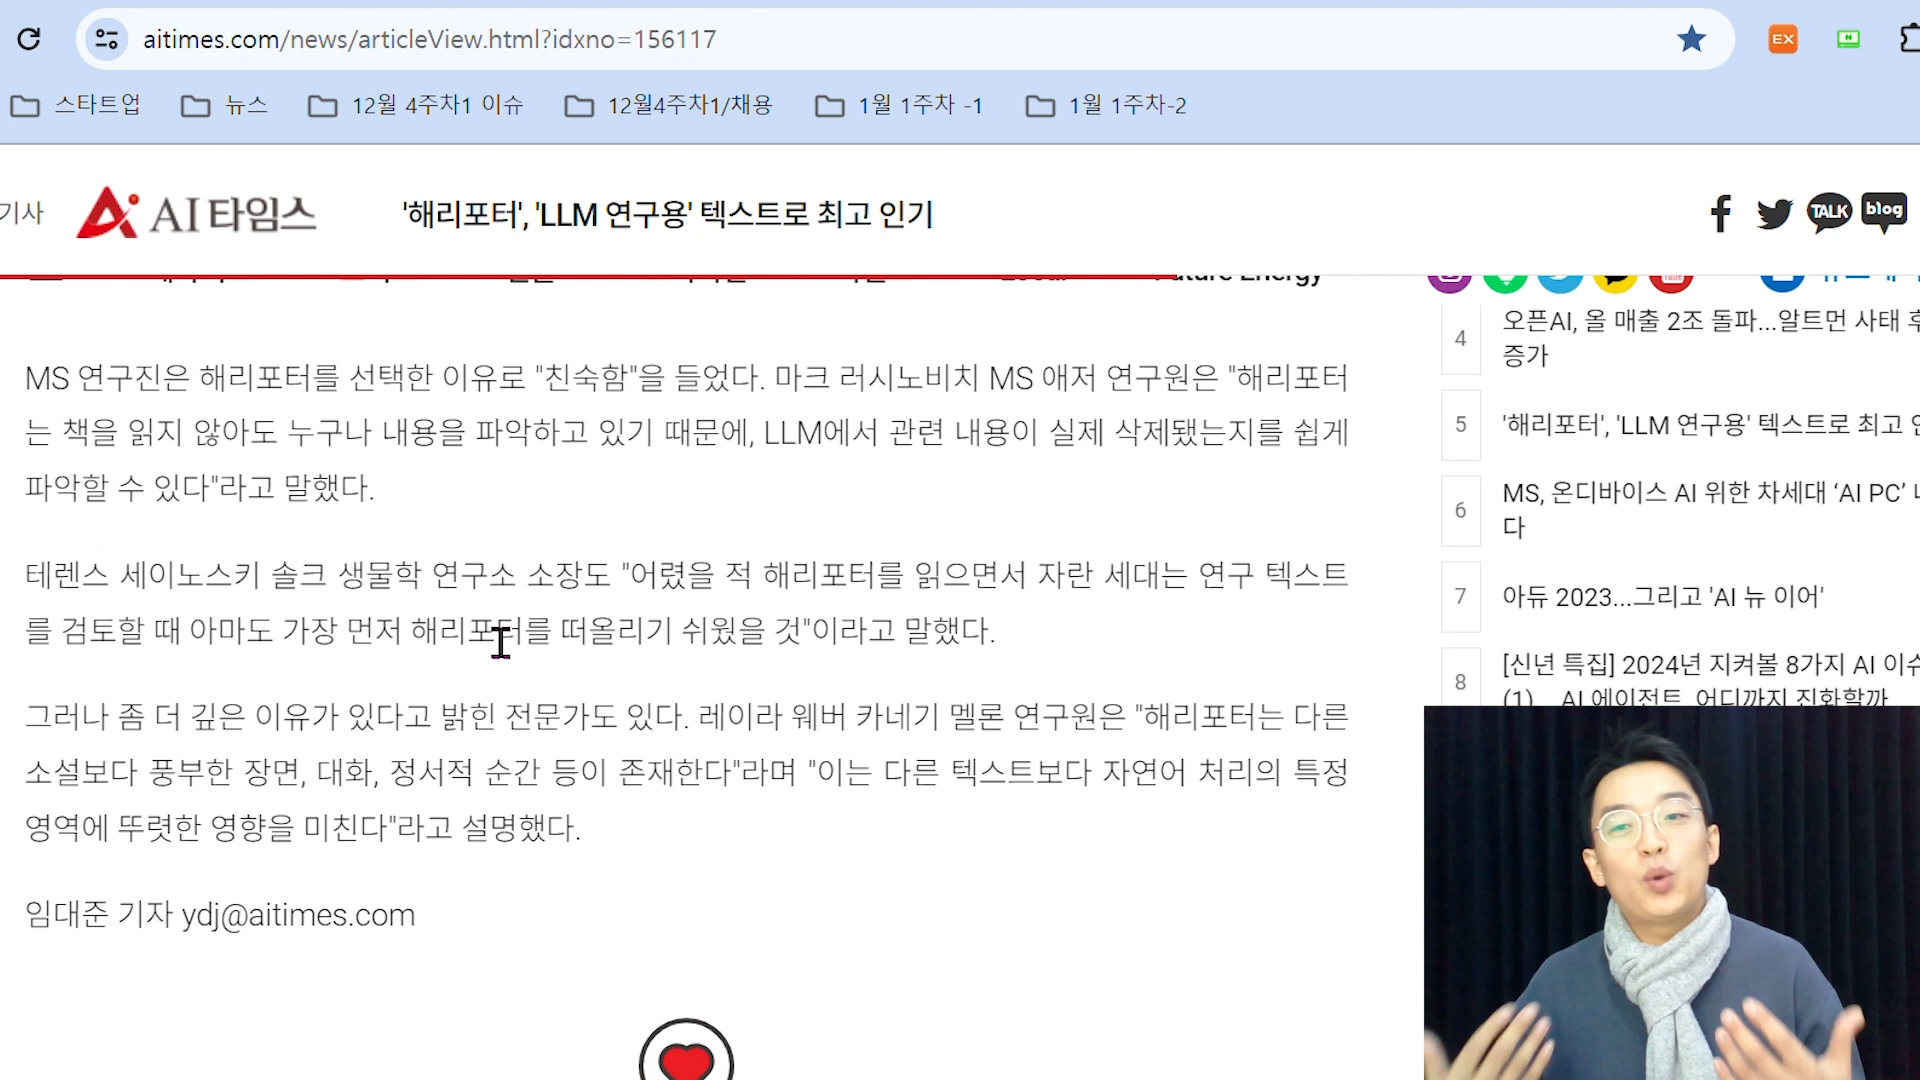 aitimes.com/news/articleView.html?idxno=156117
EX
N
스타트업
뉴스
12월 4주차1 이슈
12월4주차1/채용
1월 1주차 -1
1월 1주차-2
기사
AI타임스
'해리포터', 'LLM 연구용' 텍스트로 최고 인기
TALK
blog
Future Energy
MS 연구진은 해리포터를 선택한 이유로 "친숙함"을 들었다. 마크 러시노비치 MS 애저 연구원은 "해리포터
는 책을 읽지 않아도 누구나 내용을 파악하고 있기 때문에, LLM에서 관련 내용이 실제 삭제됐는지를 쉽게
파악할 수 있다"라고 말했다.
테렌스 세이노스키 솔크 생물학 연구소 소장도 "어렸을 적 해리포터를 읽으면서 자란 세대는 연구 텍스트
를 검토할 때 아마도 가장 먼저 해리포터를 떠올리기 쉬웠을 것"이라고 말했다.
그러나 좀 더 깊은 이유가 있다고 밝힌 전문가도 있다. 레이라 웨버 카네기 멜론 연구원은 "해리포터는 다른
소설보다 풍부한 장면, 대화, 정서적 순간 등이 존재한다"라며 "이는 다른 텍스트보다 자연어 처리의 특정
영역에 뚜렷한 영향을 미친다"라고 설명했다.
임대준 기자 ydj@aitimes.com
4
오픈AI, 올 매출 2조 돌파...알트먼 사태 후
증가
5
'해리포터', 'LLM 연구용' 텍스트로 최고 인
6
MS, 온디바이스 AI 위한 차세대 ‘AI PC’
다
7
아듀 2023...그리고 'AI 뉴 이어'
8
[신년 특집] 2024년 지켜볼 8가지 AI 이슈
(1)... AI 에이전트, 어디까지 진화할까